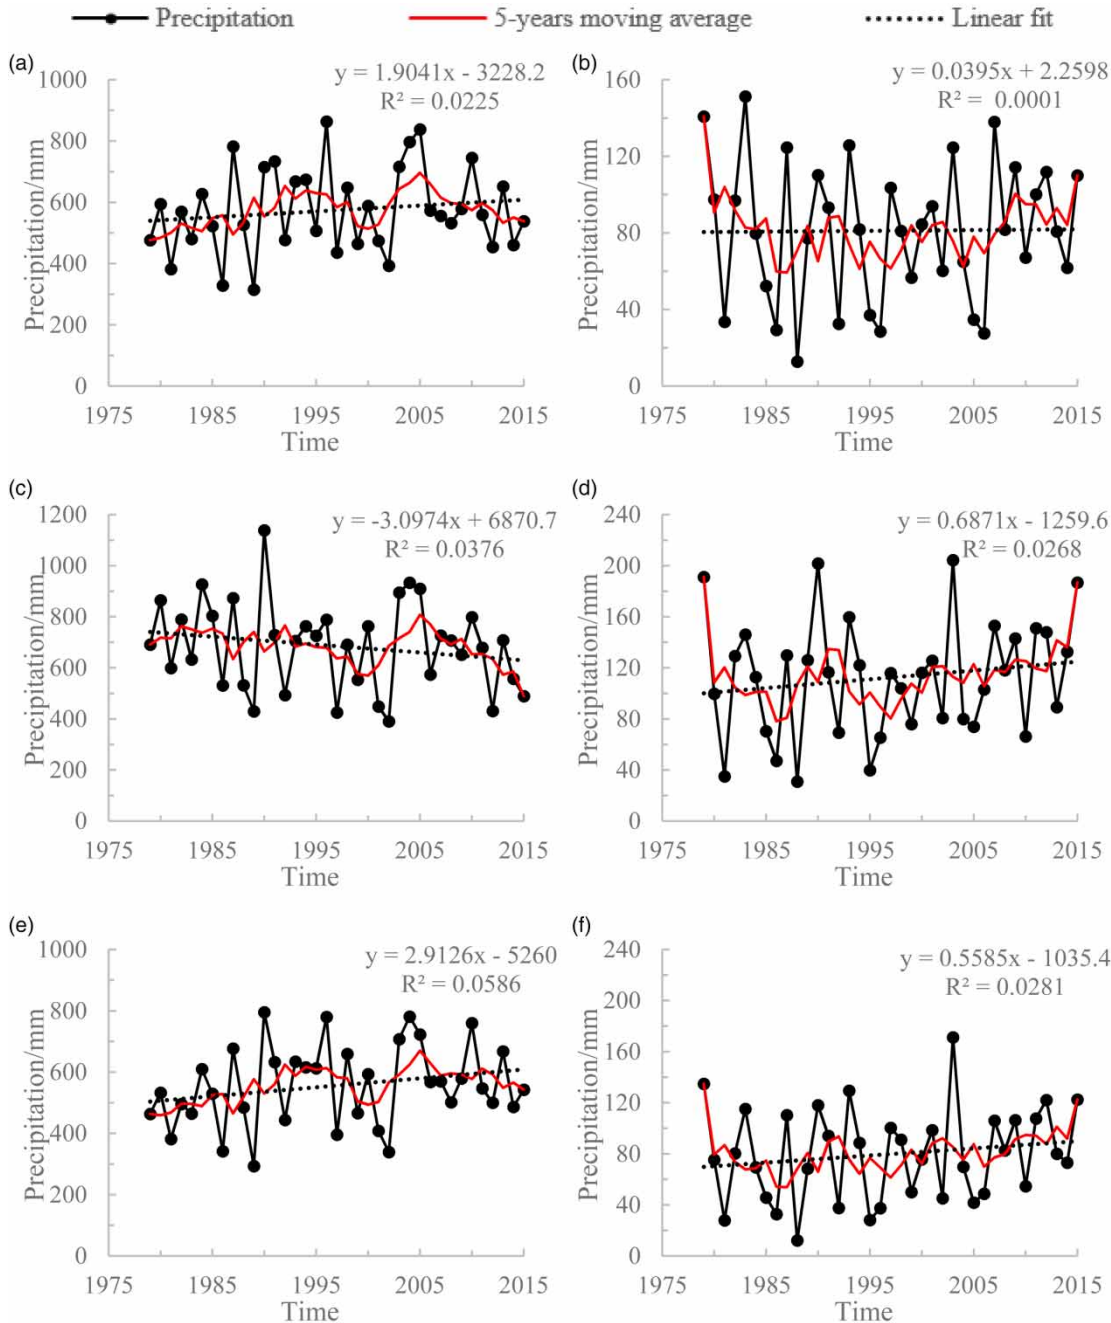 Precipitation 5-years moving average Linear fit
(a)
y = 1.9041x - 3228.2
R² = 0.0225
Precipitation/mm
1000
800
600
400
200
0
1975 1985 1995 2005 2015
Time
(b)
y = 0.0395x + 2.2598
R² = 0.0001
Precipitation/mm
160
120
80
40
0
1975 1985 1995 2005 2015
Time
(c)
y = -3.0974x + 6870.7
R² = 0.0376
Precipitation/mm
1200
1000
800
600
400
200
0
1975 1985 1995 2005 2015
Time
(d)
y = 0.6871x - 1259.6
R² = 0.0268
Precipitation/mm
240
200
160
120
80
40
0
1975 1985 1995 2005 2015
Time
(e)
y = 2.9126x - 5260
R² = 0.0586
Precipitation/mm
1000
800
600
400
200
0
1975 1985 1995 2005 2015
Time
(f)
y = 0.5585x - 1035.4
R² = 0.0281
Precipitation/mm
240
200
160
120
80
40
0
1975 1985 1995 2005 2015
Time